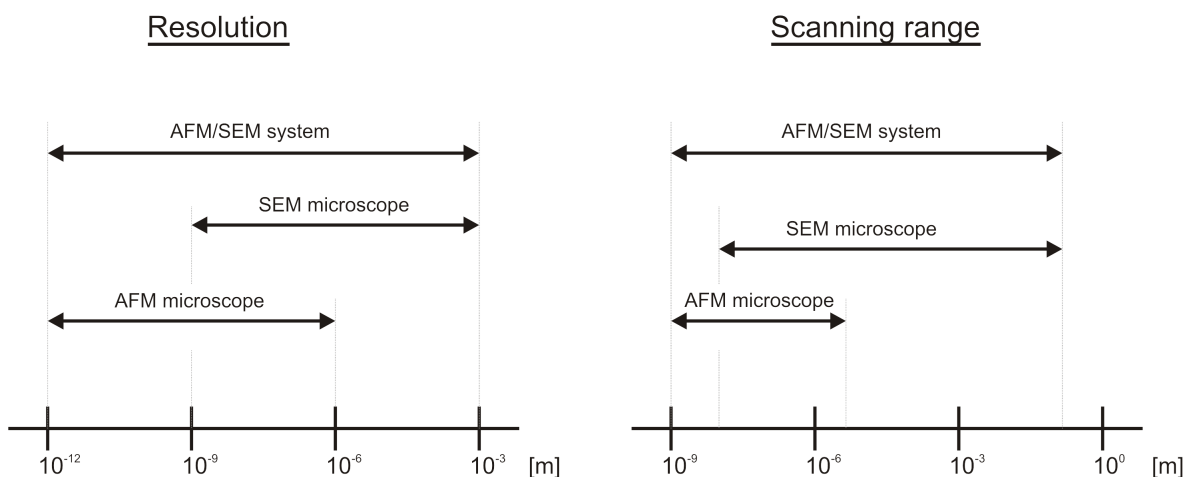 Resolution
AFM/SEM system
SEM microscope
AFM microscope
10⁻¹² 10⁻⁹ 10⁻⁶ 10⁻³ [m]
Scanning range
AFM/SEM system
SEM microscope
AFM microscope
10⁻⁹ 10⁻⁶ 10⁻³ 10⁰ [m]